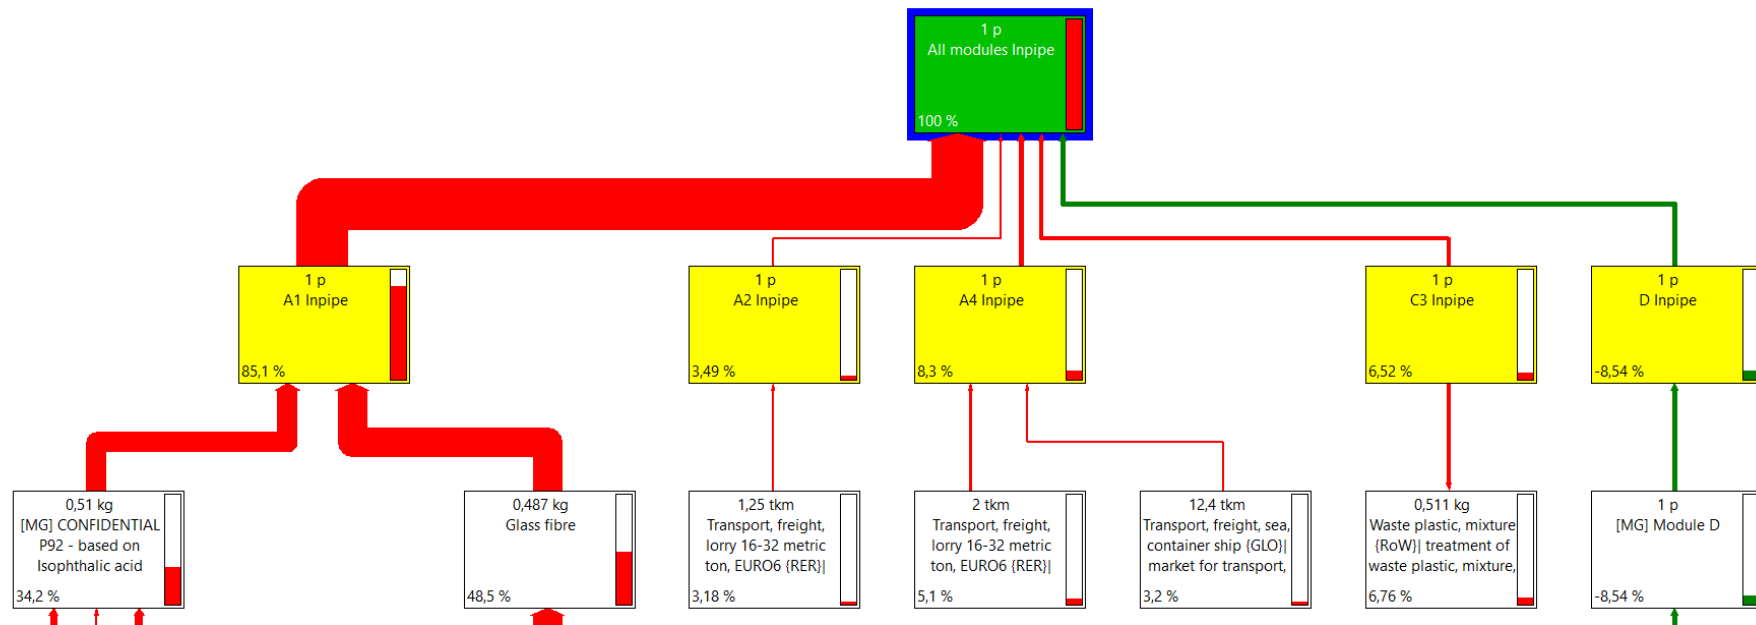 1 p
All modules Inpipe
100 %
1 p
A1 Inpipe
85,1 %
1 p
A2 Inpipe
3,49 %
1 p
A4 Inpipe
8,3 %
1 p
C3 Inpipe
6,52 %
1 p
D Inpipe
-8,54 %
0,51 kg
[MG] CONFIDENTIAL
P92 - based on
Isophthalic acid
34,2 %
0,487 kg
Glass fibre
48,5 %
1,25 tkm
Transport, freight,
lorry 16-32 metric
ton, EURO6 {RER}|
3,18 %
2 tkm
Transport, freight,
lorry 16-32 metric
ton, EURO6 {RER}|
5,1 %
12,4 tkm
Transport, freight, sea,
container ship {GLO}|
market for transport,
3,2 %
0,511 kg
Waste plastic, mixture
{RoW}| treatment of
waste plastic, mixture,
6,76 %
1 p
[MG] Module D
-8,54 %